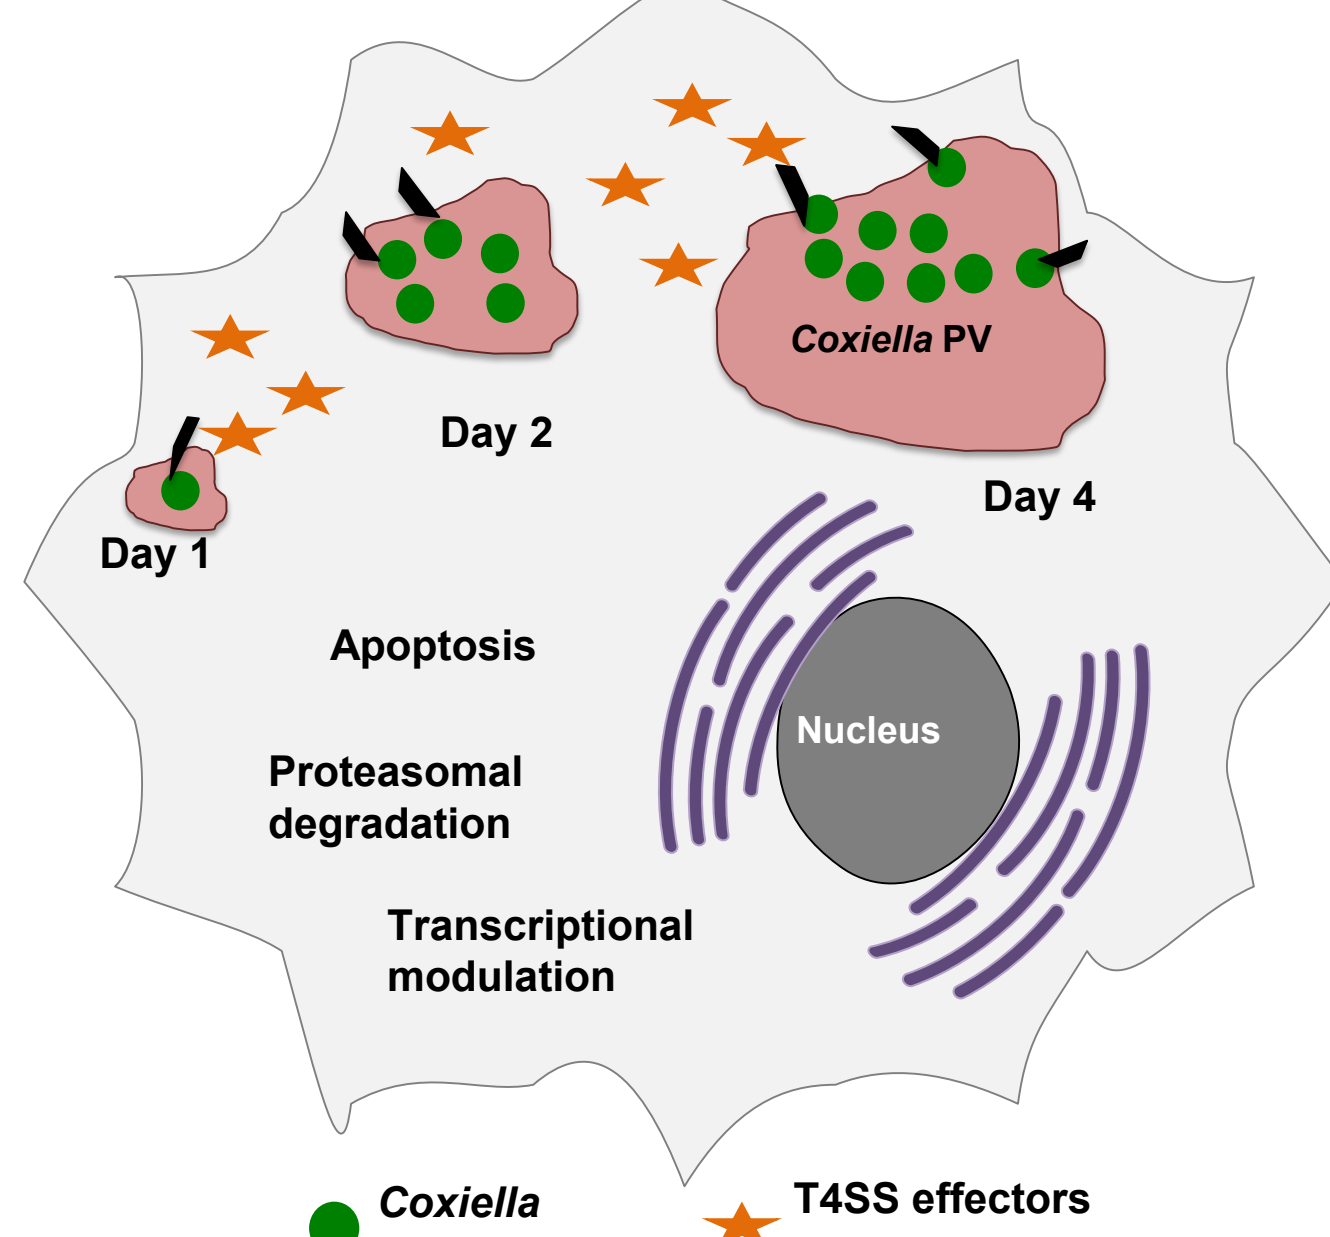 Coxiella PV
Day 2
Day 4
Day 1
Apoptosis
Nucleus
Proteasomal
degradation
Transcriptional
modulation
Coxiella
T4SS effectors